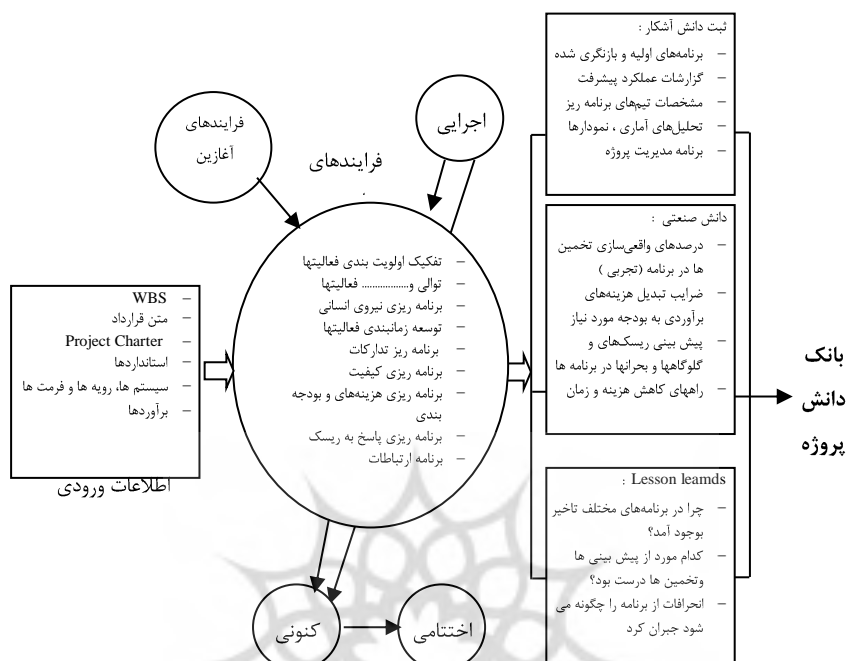 ثبت دانش آشکار :
– برنامه‌های اولیه و بازنگری شده
– گزارشات عملکرد پیشرفت
– مشخصات تیم‌های برنامه ریز
– تحلیل‌های آماری ، نمودارها
– برنامه مدیریت پروژه
اجرایی
فرایندهای
آغازین
فرایندهای
دانش صنعتی :
– درصدهای واقعی‌سازی تخمین
ها در برنامه (تجربی )
– ضرایب تبدیل هزینه‌های
برآوردی به بودجه مورد نیاز
– پیش بینی ریسک‌های و
گلوگاهها و بحرانها در برنامه ها
– راههای کاهش هزینه و زمان
– تفکیک اولویت بندی فعالیتها
– توالی و.................. فعالیتها
– برنامه ریزی نیروی انسانی
– توسعه زمانبندی فعالیتها
– برنامه ریز تدارکات
– برنامه ریزی کیفیت
– برنامه ریزی هزینه‌های و بودجه
بندی
– برنامه ریزی پاسخ به ریسک
– برنامه ارتباطات
– WBS
– متن قرارداد
– Project Charter
– استانداردها
– سیستم ها، رویه ها و فرمت ها
– برآوردها
اطلاعات ورودی
بانک
دانش
پروژه
Lesson leamds :
– چرا در برنامه‌های مختلف تاخیر
بوجود آمد؟
– کدام مورد از پیش بینی ها
وتخمین ها درست بود؟
– انحرافات از برنامه را چگونه می
شود جبران کرد
کنونی
اختتامی